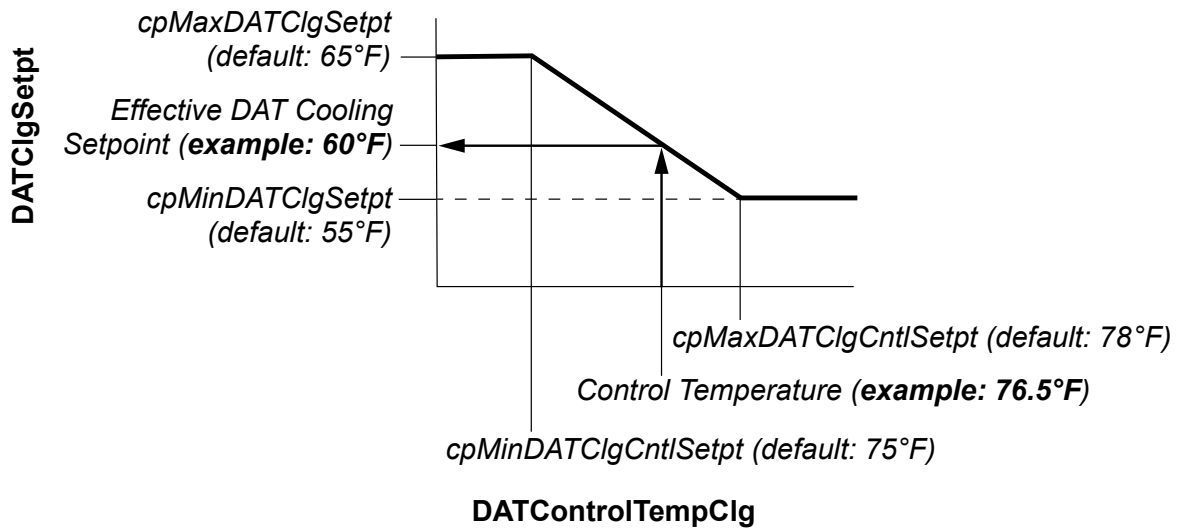 cpMaxDATClgSetpt
(default: 65°F)
DATClgSetpt
Effective DAT Cooling
Setpoint (example: 60°F)
cpMinDATClgSetpt
(default: 55°F)
cpMaxDATClgCntlSetpt (default: 78°F)
Control Temperature (example: 76.5°F)
cpMinDATClgCntlSetpt (default: 75°F)
DATControlTempClg